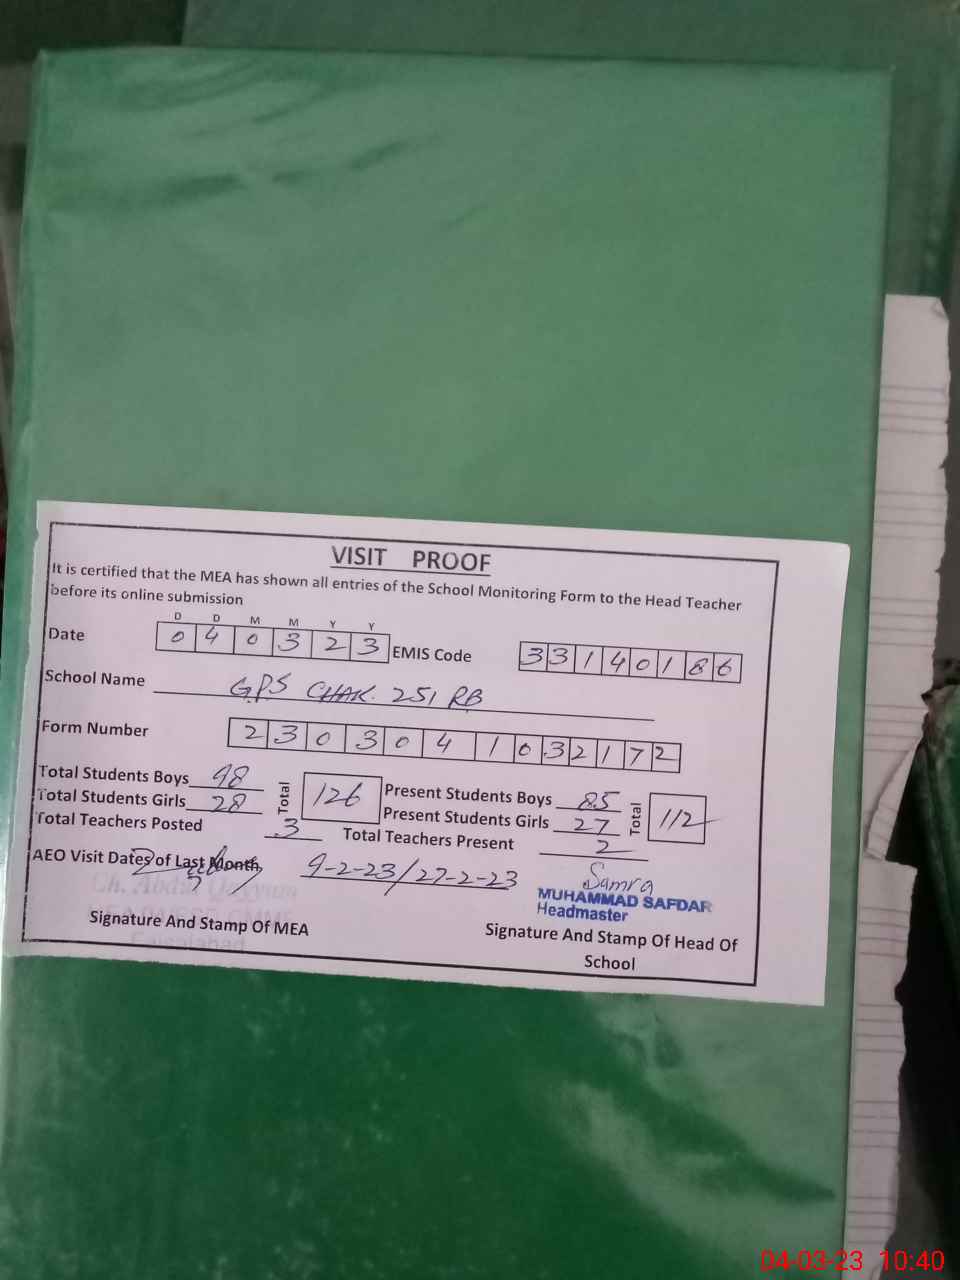 VISIT PROOF
It is certified that the MEA has shown all entries of the School Monitoring Form to the Head Teacher
before its online submission
D D M M Y Y
Date 0 4 0 3 2 3 EMIS Code 3 3 1 4 0 1 8 6
School Name GPS CHAK. 251 RB
Form Number 2 3 0 3 0 4 1 0 3 2 1 7 2
Total Students Boys 98 Total 126 Present Students Boys 85 Total 112
Total Students Girls 28 Present Students Girls 27
Total Teachers Posted 3 Total Teachers Present 2
AEO Visit Dates of Last Month 9-2-23/27-2-23
Samra
Ch. Abdul Qayyum
MUHAMMAD SAFDAR
Headmaster
Faisalabad
Signature And Stamp Of MEA
Signature And Stamp Of Head Of
School
04-03-23 10:40